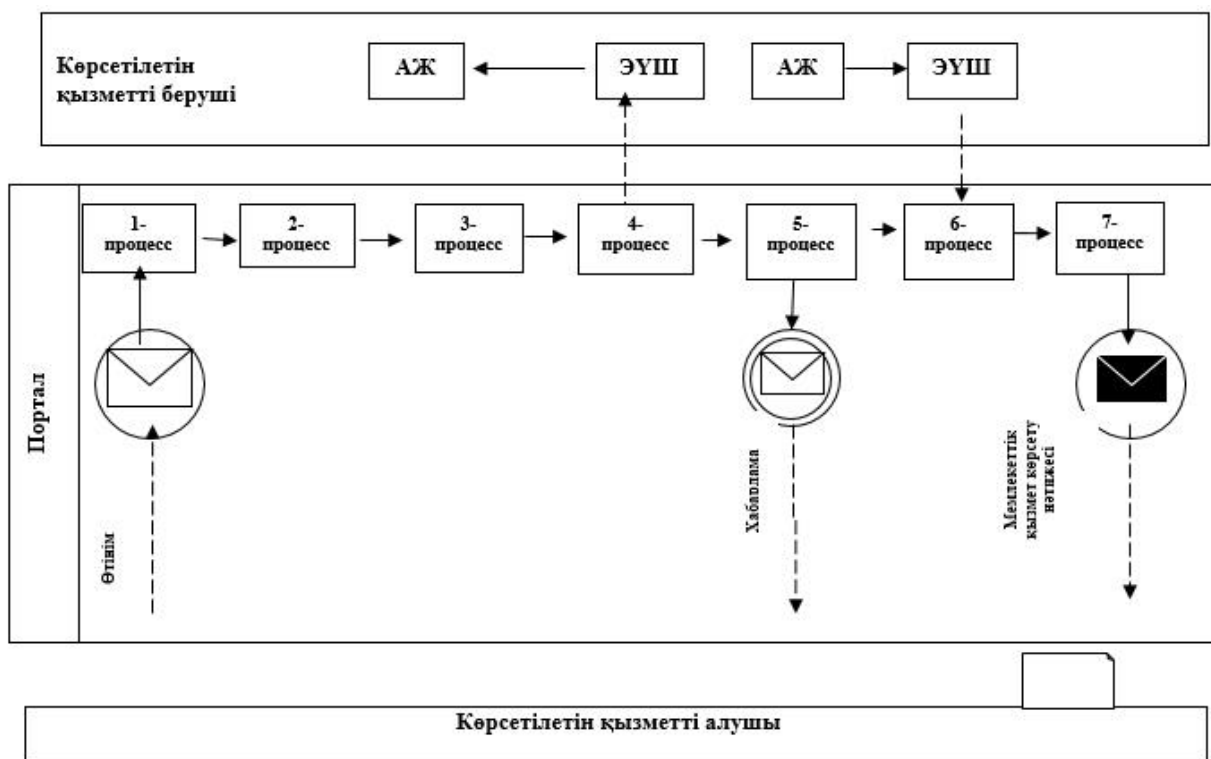 Көрсетілетін
қызметті беруші
АЖ
ЭҮШ
АЖ
ЭҮШ
Портал
1-
процесс
2-
процесс
3-
процесс
4-
процесс
5-
процесс
6-
процесс
7-
процесс
Өтінім
Хабарлама
Мемлекеттік
қызмет көрсету
нәтижесі
Көрсетілетін қызметті алушы